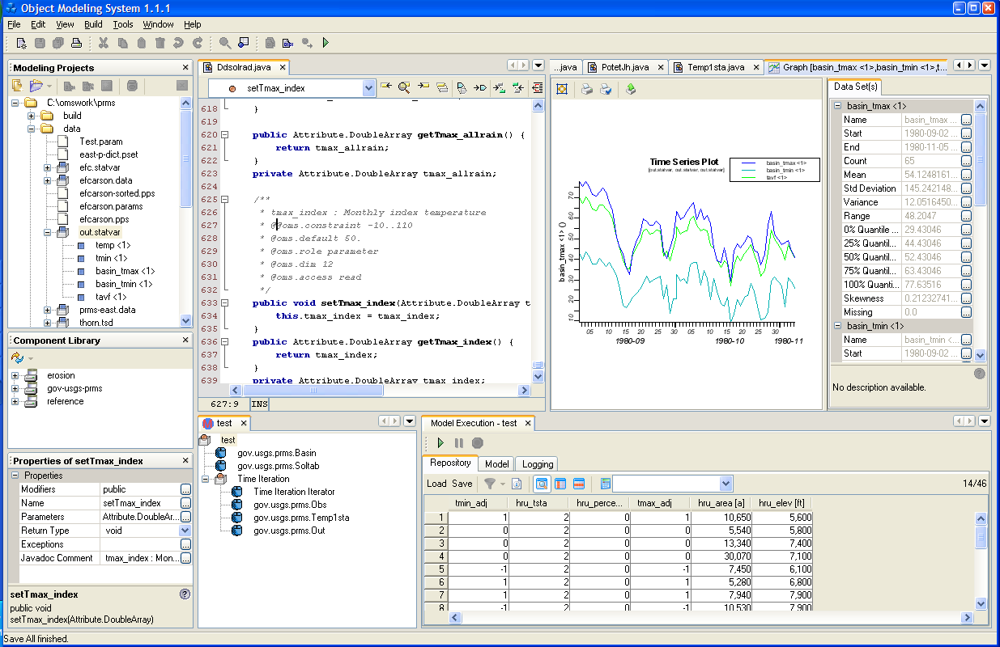 Object Modeling System 1.1.1
File Edit View Build Tools Window Help
Modeling Projects
C:\omswork\prms
build
data
Test.param
east-p-dict.pset
efc.statvar
efcarson.data
efcarson-sorted.pps
efcarson.params
efcarson.pps
out.statvar
temp <1>
tmin <1>
basin_tmax <1>
basin_tmin <1>
tavf <1>
prms-east.data
thorn.tsd
Component Library
erosion
gov-usgs-prms
reference
Properties of setTmax_index
Properties
Modifiers public ...
Name setTmax_index ...
Parameters Attribute.DoubleAr... ...
Return Type void
Exceptions ...
Javadoc Comment tmax_index : Mon... ...
setTmax_index
public void
setTmax_index(Attribute.DoubleArray)
Save All finished.
Ddsolrad.java
setTmax_index
618 }
619
620 public Attribute.DoubleArray getTmax_allrain() {
621 return tmax_allrain;
622 }
623 private Attribute.DoubleArray tmax_allrain;
624
625 /**
626 * tmax_index : Monthly index temperature
627 * @@oms.constraint -10..110
628 * @oms.default 50.
629 * @oms.role parameter
630 * @oms.dim 12
631 * @oms.access read
632 */
633 public void setTmax_index(Attribute.DoubleArray t
634 this.tmax_index = tmax_index;
635 }
636 public Attribute.DoubleArray getTmax_index() {
637 return tmax_index;
638 }
639 private Attribute.DoubleArray tmax_index;
627:9 INS
...java PotetJh.java Temp1sta.java Graph [basin_tmax <1>,basin_tmin <1>,t...
Time Series Plot
[out.statvar, out.statvar, out.statvar]
basin_tmax <1>
basin_tmin <1>
tavf <1>
basin_tmax <1> ()
70
60
50
40
30
20
10
05 10 15 20 25 30 05 10 15 20 25 30
1980-09 1980-10 1980-11
Data Set(s)
basin_tmax <1>
Name basin_tmax ... ...
Start 1980-09-02 ... ...
End 1980-11-05 ... ...
Count 65 ...
Mean 54.1248161... ...
Std Deviation 145.242148... ...
Variance 12.0516450... ...
Range 48.2047 ...
0% Quantile 29.43046 ...
25% Quantil... 44.43046 ...
50% Quantil... 52.43046 ...
75% Quantil... 63.43046 ...
100% Quanti... 77.63516 ...
Skewness 0.21232741... ...
Missing 0.0 ...
basin_tmin <1>
Name basin_tmin <... ...
Start 1980-09-02 ... ...
No description available.
test
test
gov.usgs.prms.Basin
gov.usgs.prms.Soltab
Time Iteration
Time Iteration Iterator
gov.usgs.prms.Obs
gov.usgs.prms.Temp1sta
gov.usgs.prms.Out
Model Execution - test
Repository Model Logging
Load Save 14/46
tmin_adj hru_tsta hru_perce... tmax_adj hru_area [a] hru_elev [ft]
1 1 2 0 1 10,650 5,600
2 0 2 0 0 5,540 5,800
3 0 2 0 0 13,340 7,400
4 0 2 0 0 30,070 7,100
5 -1 2 0 -1 7,450 6,100
6 1 2 0 1 5,280 6,800
7 1 2 0 1 7,940 7,900
8 -1 2 0 -1 10,530 7,900